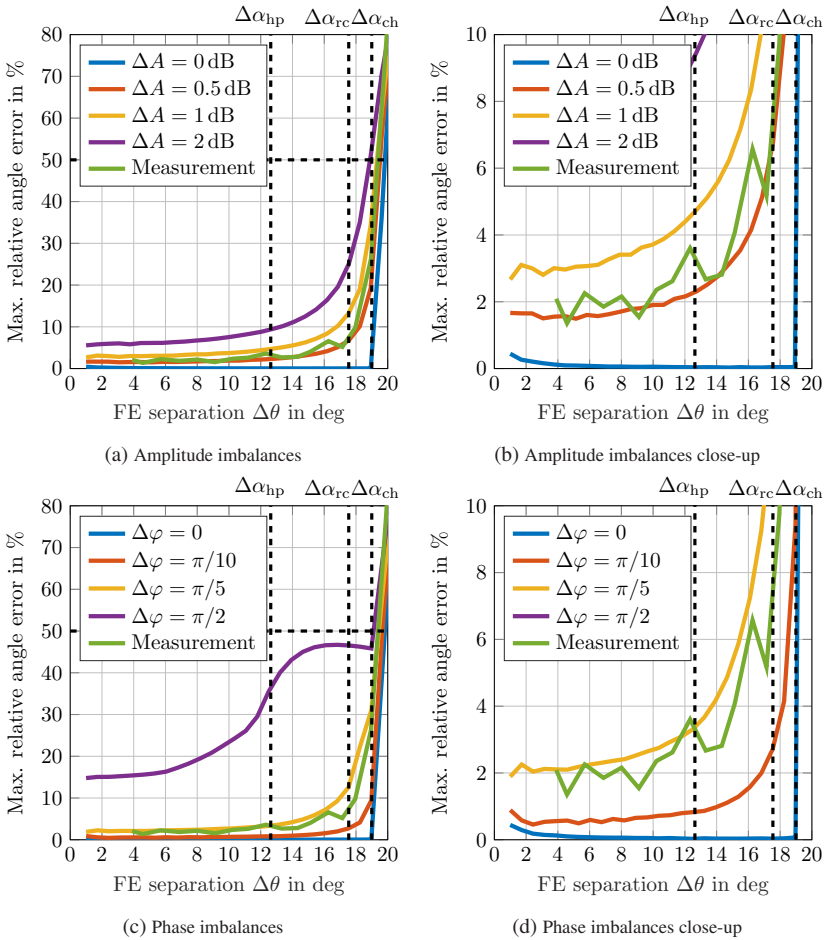 Δα_hp Δα_rc Δα_ch
Max. relative angle error in %
80
70
60
50
40
30
20
10
0
ΔA = 0 dB
ΔA = 0.5 dB
ΔA = 1 dB
ΔA = 2 dB
Measurement
0 2 4 6 8 10 12 14 16 18 20
FE separation Δθ in deg
(a) Amplitude imbalances
Δα_hp Δα_rc Δα_ch
Max. relative angle error in %
10
8
6
4
2
0
ΔA = 0 dB
ΔA = 0.5 dB
ΔA = 1 dB
ΔA = 2 dB
Measurement
0 2 4 6 8 10 12 14 16 18 20
FE separation Δθ in deg
(b) Amplitude imbalances close-up
Δα_hp Δα_rc Δα_ch
Max. relative angle error in %
80
70
60
50
40
30
20
10
0
Δφ = 0
Δφ = π/10
Δφ = π/5
Δφ = π/2
Measurement
0 2 4 6 8 10 12 14 16 18 20
FE separation Δθ in deg
(c) Phase imbalances
Δα_hp Δα_rc Δα_ch
Max. relative angle error in %
10
8
6
4
2
0
Δφ = 0
Δφ = π/10
Δφ = π/5
Δφ = π/2
Measurement
0 2 4 6 8 10 12 14 16 18 20
FE separation Δθ in deg
(d) Phase imbalances close-up